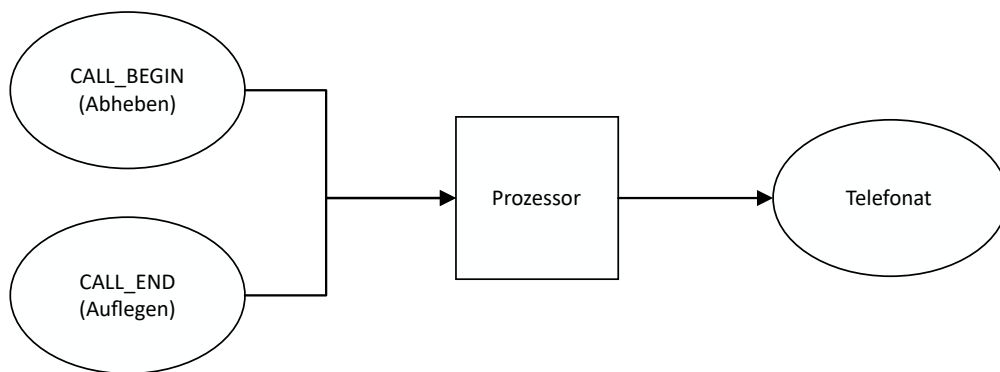 CALL_BEGIN
(Abheben)
Prozessor
Telefonat
CALL_END
(Auflegen)